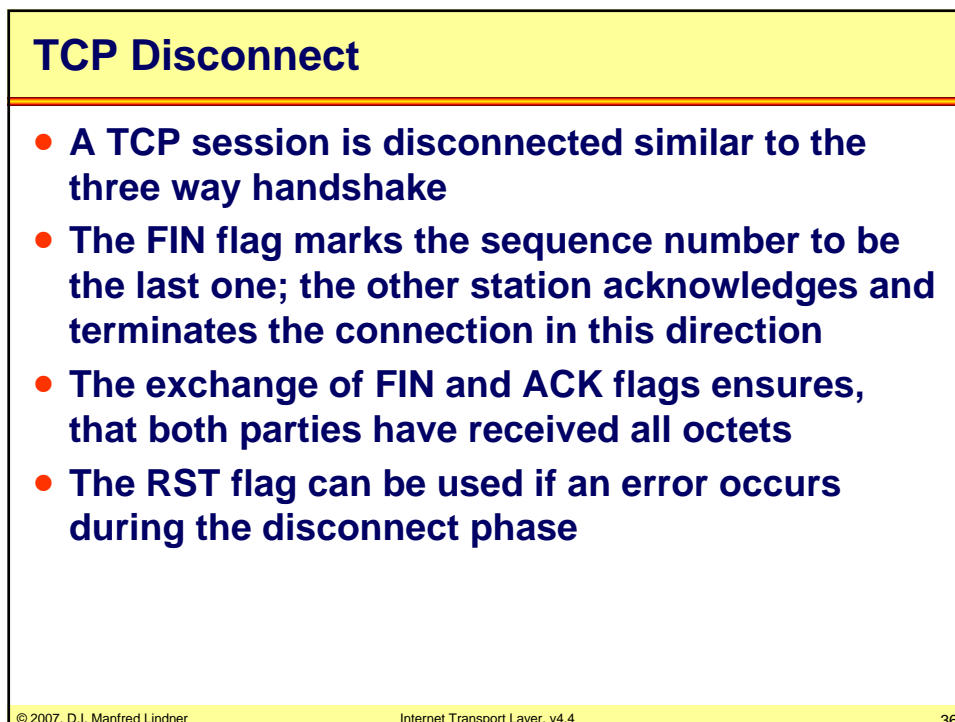 TCP Disconnect
• A TCP session is disconnected similar to the
three way handshake
• The FIN flag marks the sequence number to be
the last one; the other station acknowledges and
terminates the connection in this direction
• The exchange of FIN and ACK flags ensures,
that both parties have received all octets
• The RST flag can be used if an error occurs
during the disconnect phase
© 2007, D.I. Manfred Lindner
Internet Transport Layer, v4.4
36